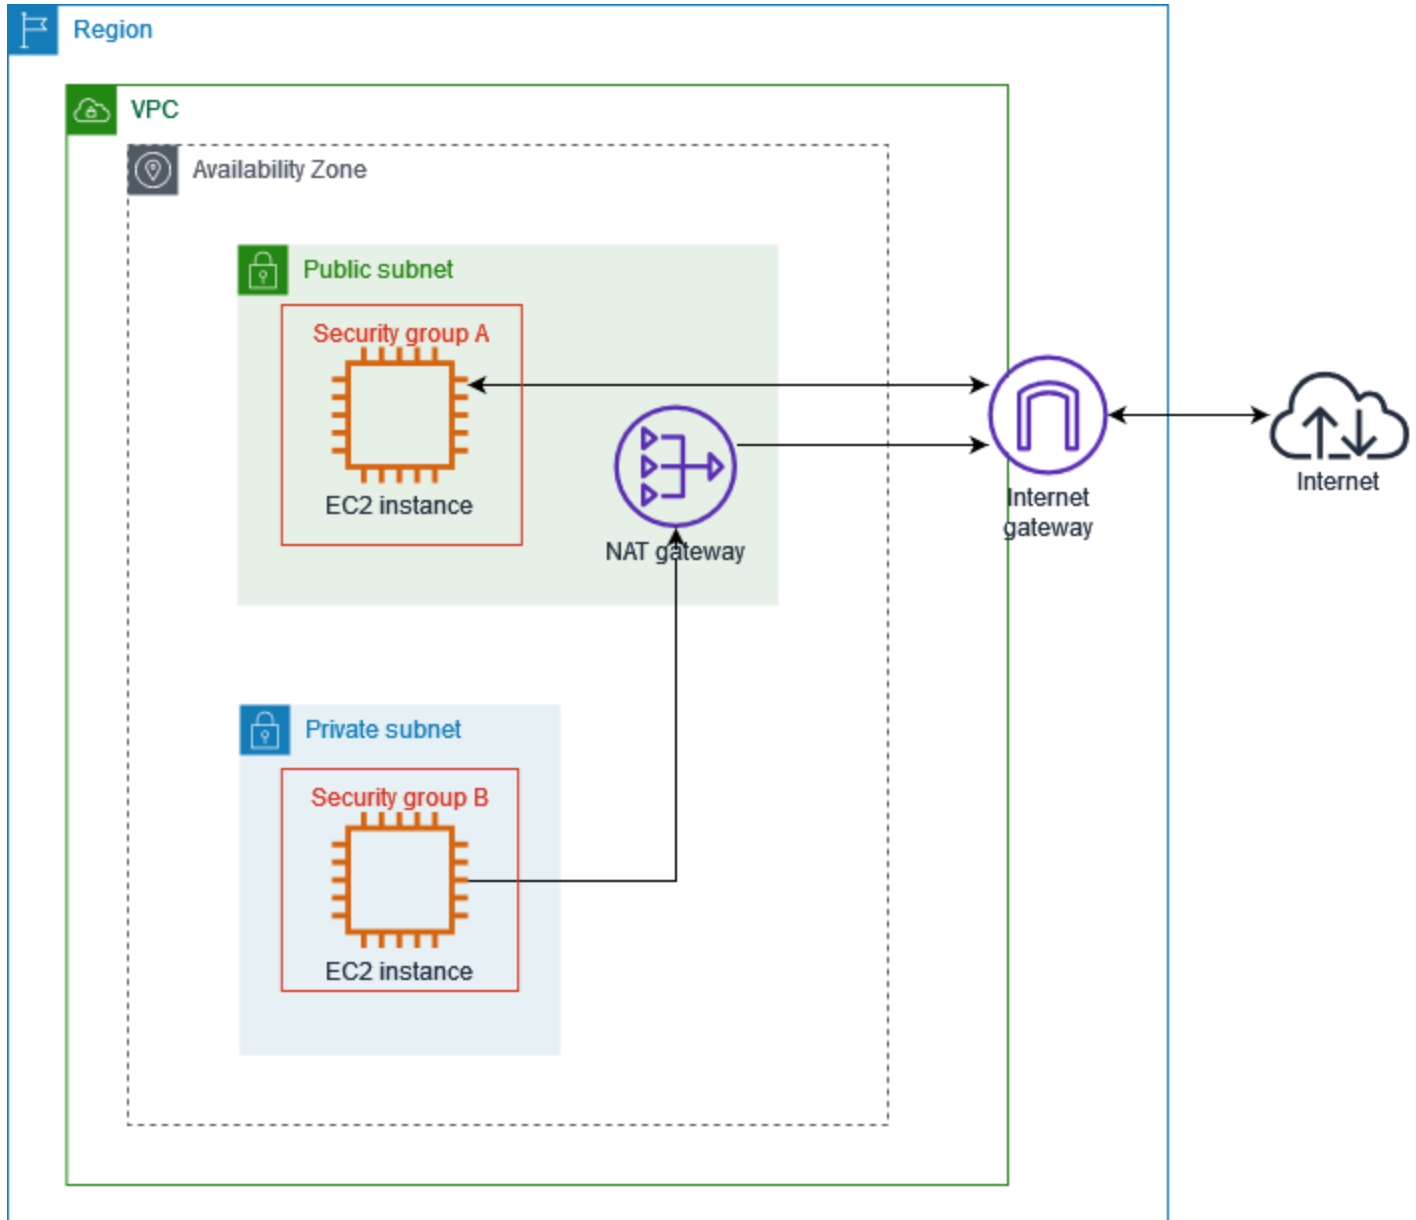 Region
VPC
Availability Zone
Public subnet
Security group A
EC2 instance
NAT gateway
Internet
gateway
Internet
Private subnet
Security group B
EC2 instance